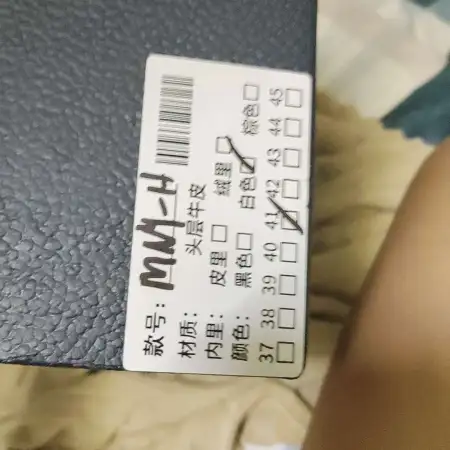 款号：MNY-H
材质：头层牛皮
内里：皮里 绒里
颜色：黑色 白色 棕色
37 38 39 40 41 42 43 44 45